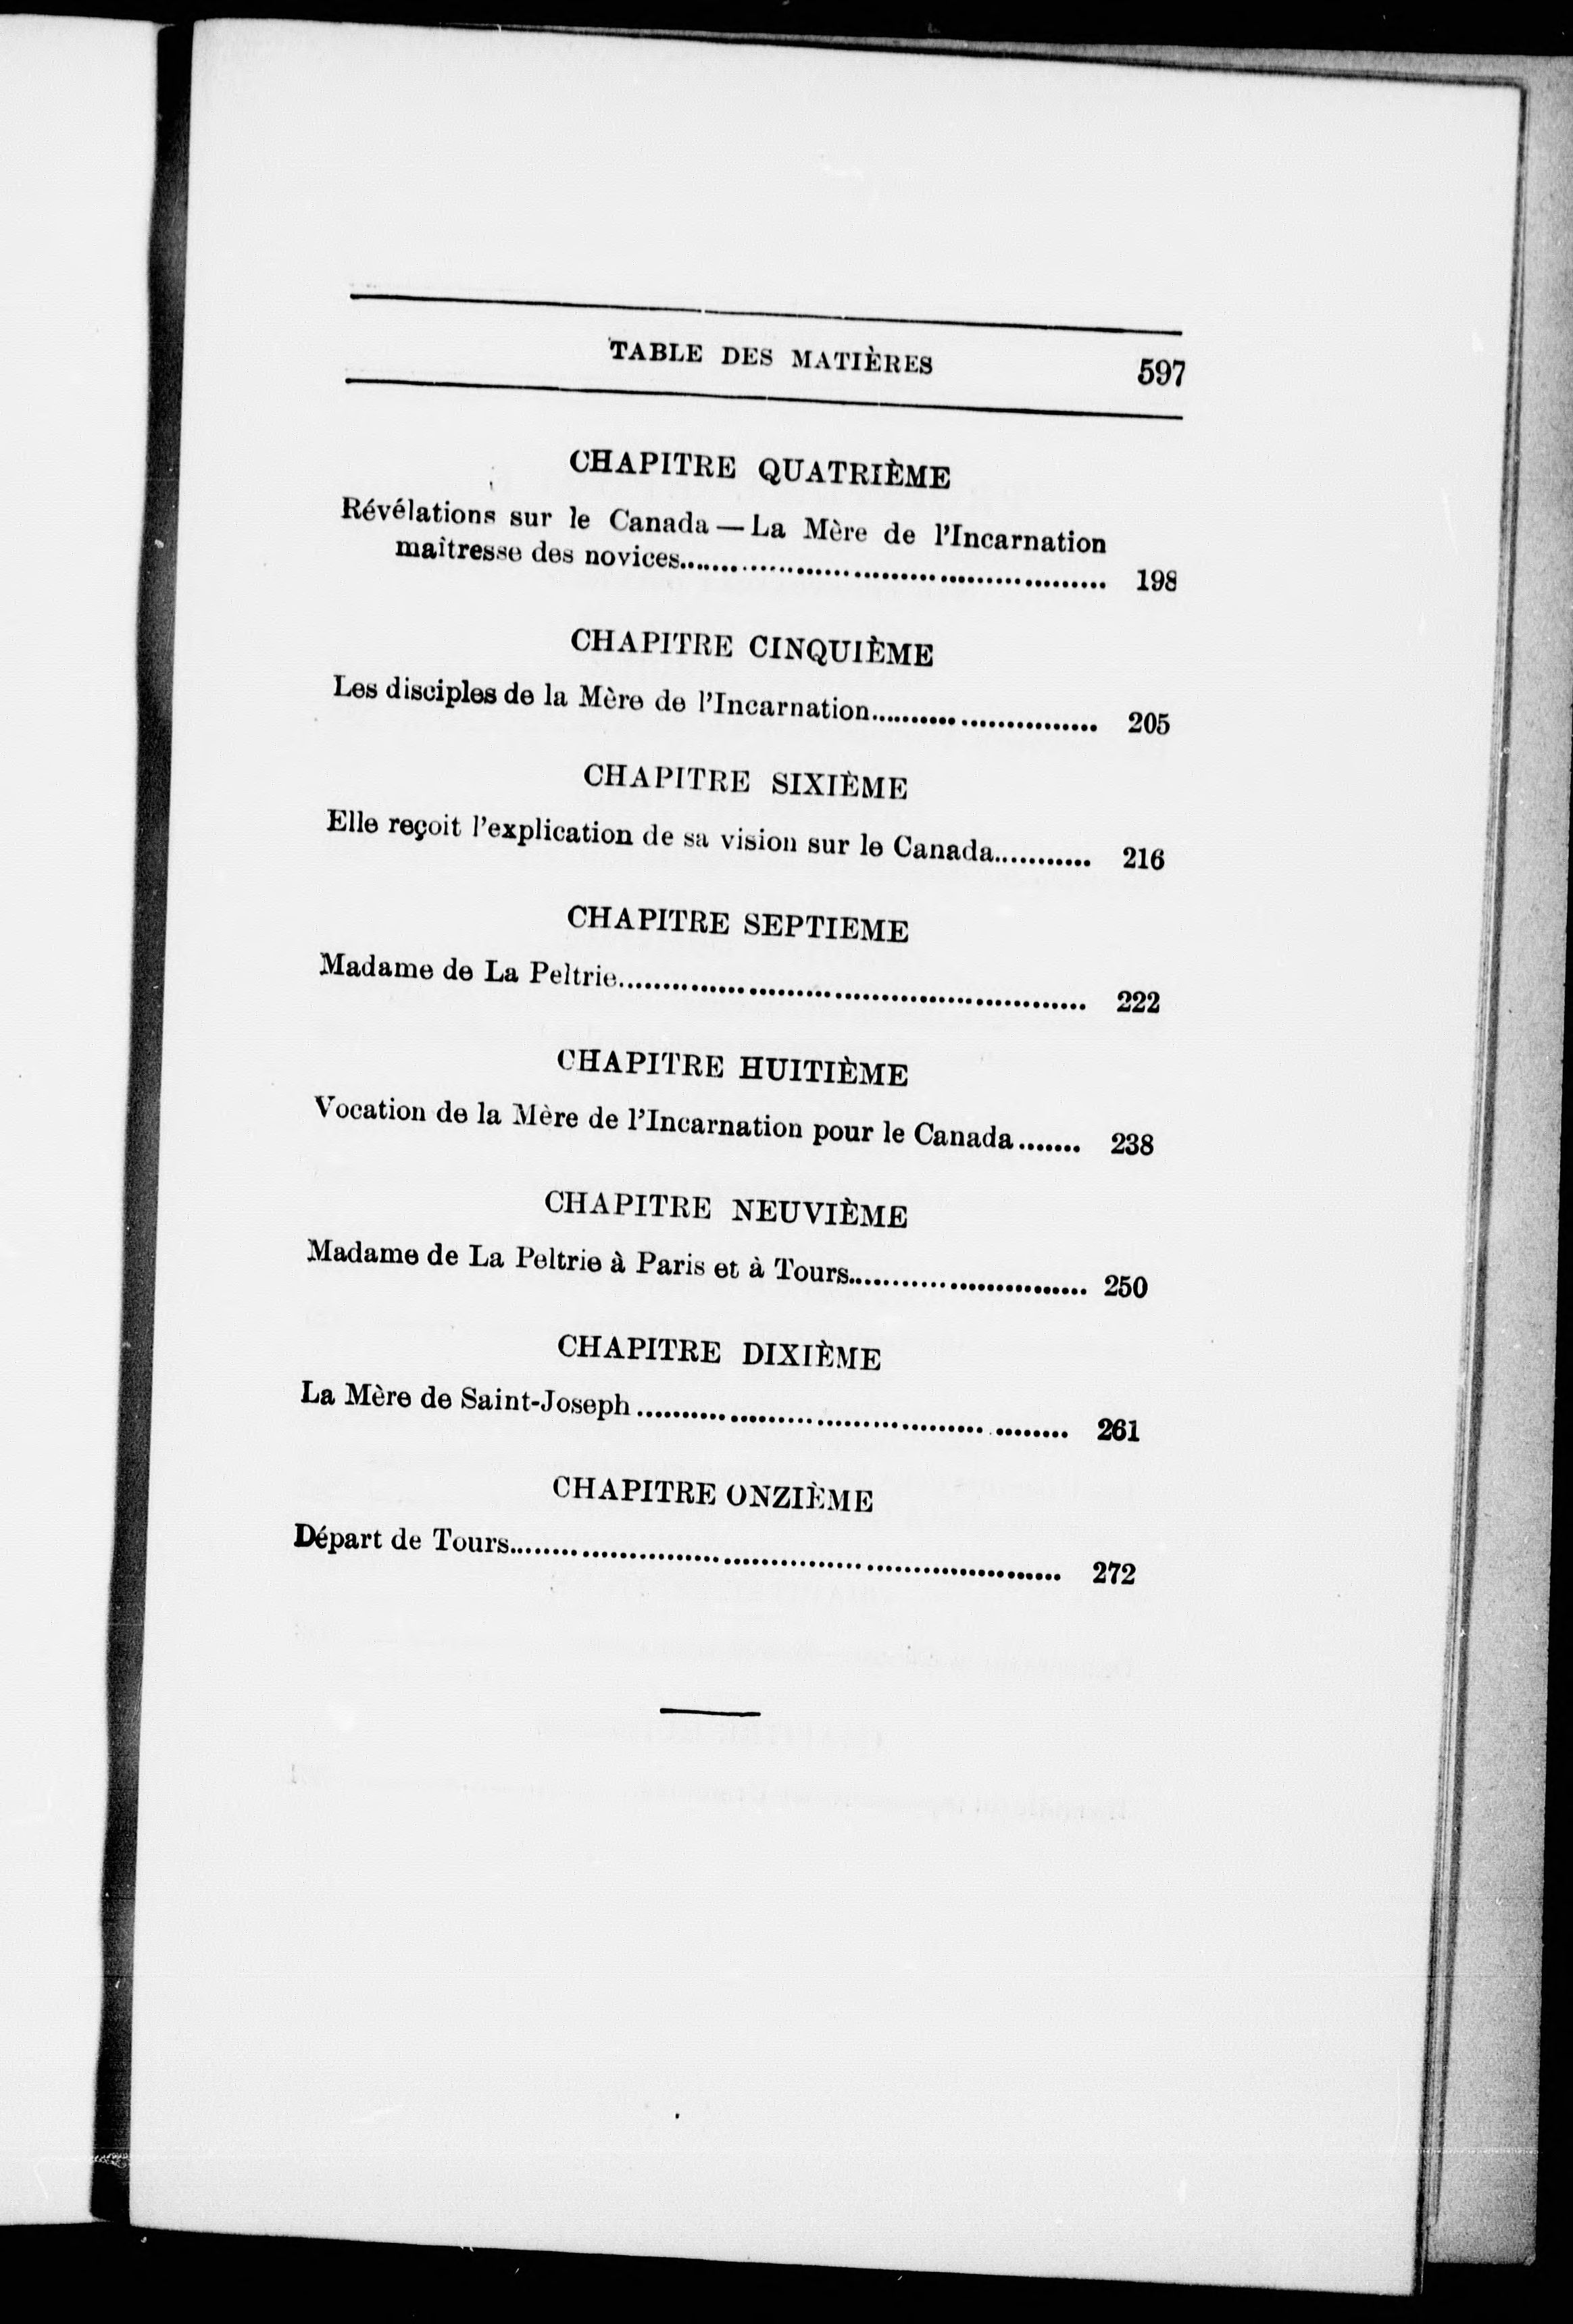 TABLE DES MATIÈRES 597
CHAPITRE QUATRIÈME
Révélations sur le Canada — La Mère de l'Incarnation
maîtresse des novices........................................ 198
CHAPITRE CINQUIÈME
Les disciples de la Mère de l'Incarnation......................... 205
CHAPITRE SIXIÈME
Elle reçoit l'explication de sa vision sur le Canada........... 216
CHAPITRE SEPTIEME
Madame de La Peltrie.................................................. 222
CHAPITRE HUITIÈME
Vocation de la Mère de l'Incarnation pour le Canada....... 238
CHAPITRE NEUVIÈME
Madame de La Peltrie à Paris et à Tours.......................... 250
CHAPITRE DIXIÈME
La Mère de Saint-Joseph.............................................. 261
CHAPITRE ONZIÈME
Départ de Tours.......................................................... 272